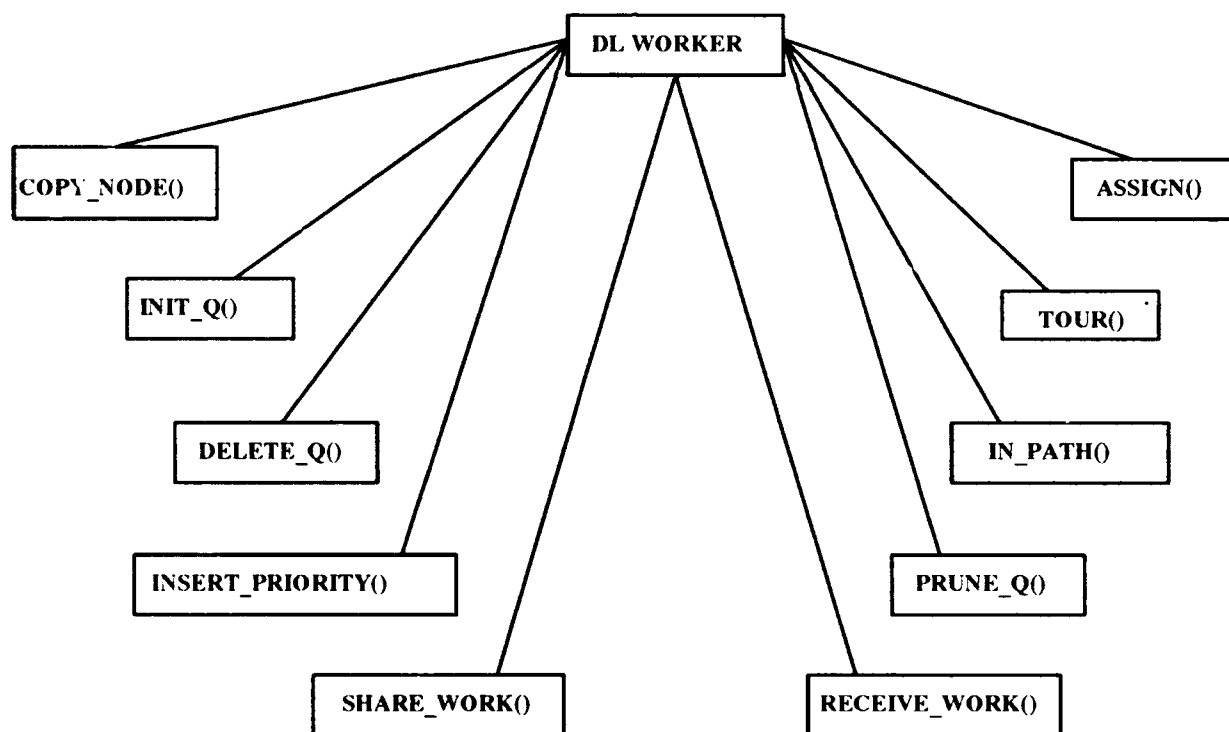 DL WORKER
COPY_NODE()
ASSIGN()
INIT_Q()
TOUR()
DELETE_Q()
IN_PATH()
INSERT_PRIORITY()
PRUNE_Q()
SHARE_WORK()
RECEIVE_WORK()